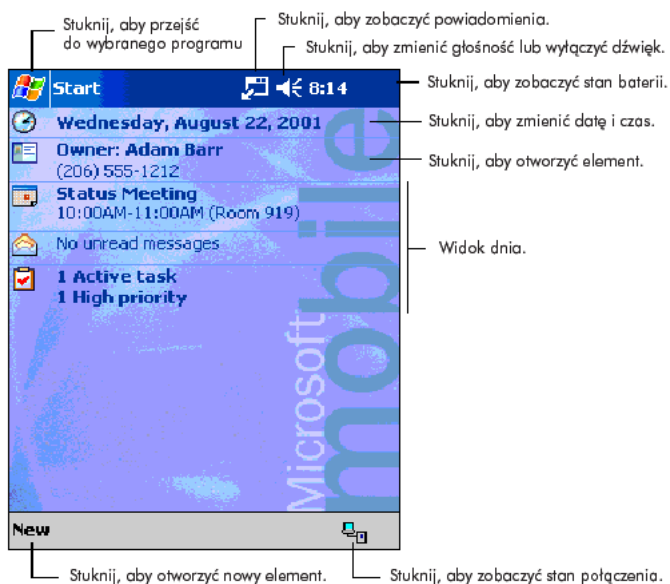 Stuknij, aby przejść
do wybranego programu
Stuknij, aby zobaczyć powiadomienia.
Stuknij, aby zmienić głośność lub wyłączyć dźwięk.
Start
8:14
Stuknij, aby zobaczyć stan baterii.
Wednesday, August 22, 2001
Stuknij, aby zmienić datę i czas.
Owner: Adam Barr
(206) 555-1212
Stuknij, aby otworzyć element.
Status Meeting
10:00AM-11:00AM (Room 919)
No unread messages
Widok dnia.
1 Active task
1 High priority
Microsoft
mobile
New
Stuknij, aby otworzyć nowy element.
Stuknij, aby zobaczyć stan połączenia.